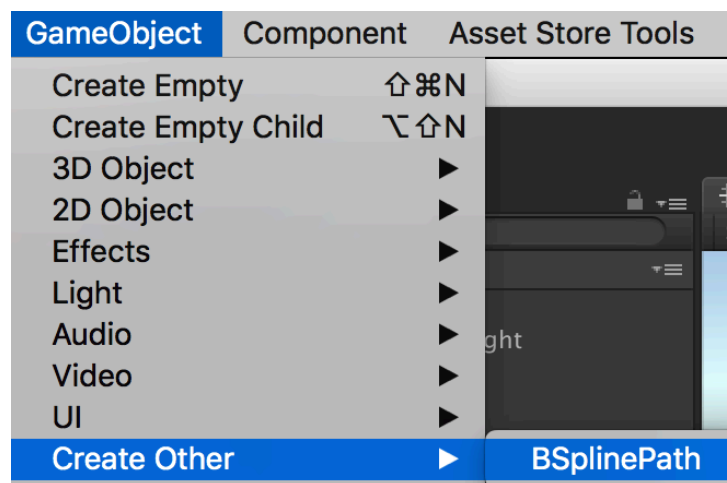 GameObject Component Asset Store Tools
Create Empty ⇧⌘N
Create Empty Child ⌥⇧N
3D Object ▶
2D Object ▶
Effects ▶
Light ▶
Audio ▶
ght
Video ▶
UI ▶
Create Other ▶ BSplinePath